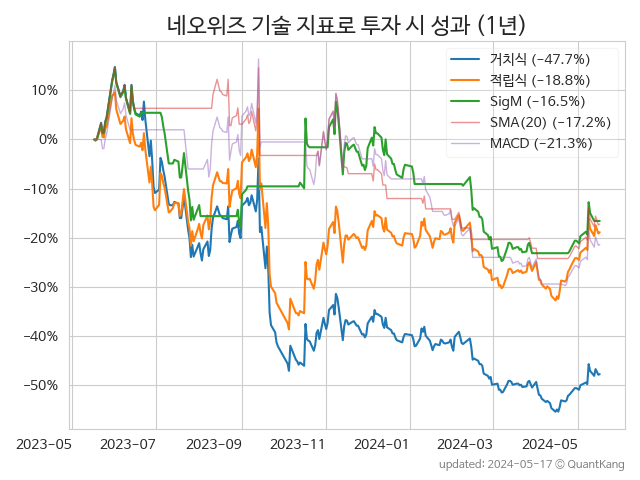 네오위즈 기술 지표로 투자 시 성과 (1년)
거치식 (−47.7%)
적립식 (−18.8%)
SigM (−16.5%)
SMA(20) (−17.2%)
MACD (−21.3%)
10%
0%
−10%
−20%
−30%
−40%
−50%
2023−05 2023−07 2023−09 2023−11 2024−01 2024−03 2024−05
updated: 2024−05−17 © QuantKang